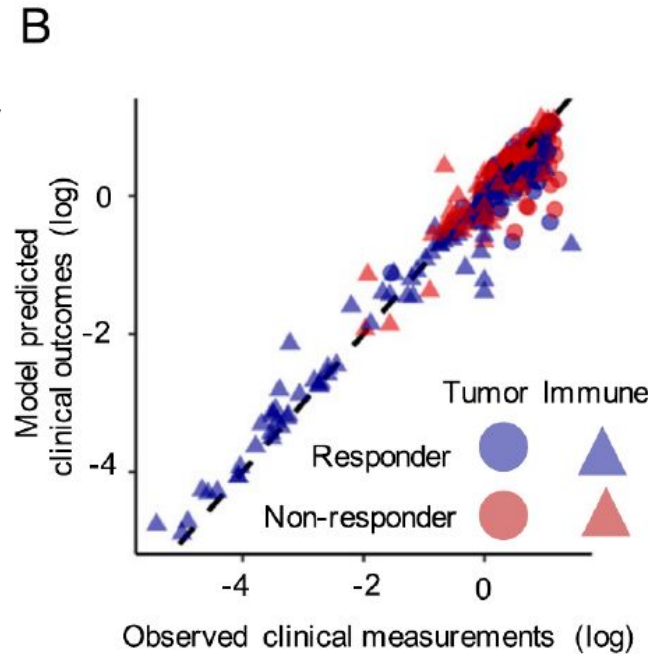 B
0
-2
-4
Model predicted
clinical outcomes (log)
Tumor Immune
Responder
Non-responder
-4 -2 0
Observed clinical measurements (log)